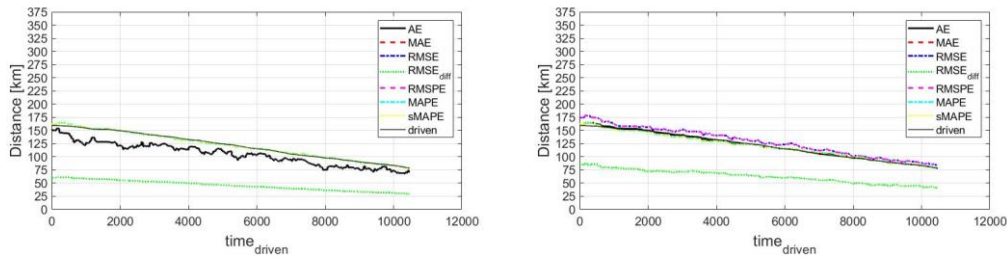 375
350
325
300
275
250
225
200
175
150
125
100
75
50
25
0
Distance [km]
0 2000 4000 6000 8000 10000 12000
time driven
AE
MAE
RMSE
RMSE diff
RMSPE
MAPE
sMAPE
driven
375
350
325
300
275
250
225
200
175
150
125
100
75
50
25
0
Distance [km]
0 2000 4000 6000 8000 10000 12000
time driven
AE
MAE
RMSE
RMSE diff
RMSPE
MAPE
sMAPE
driven